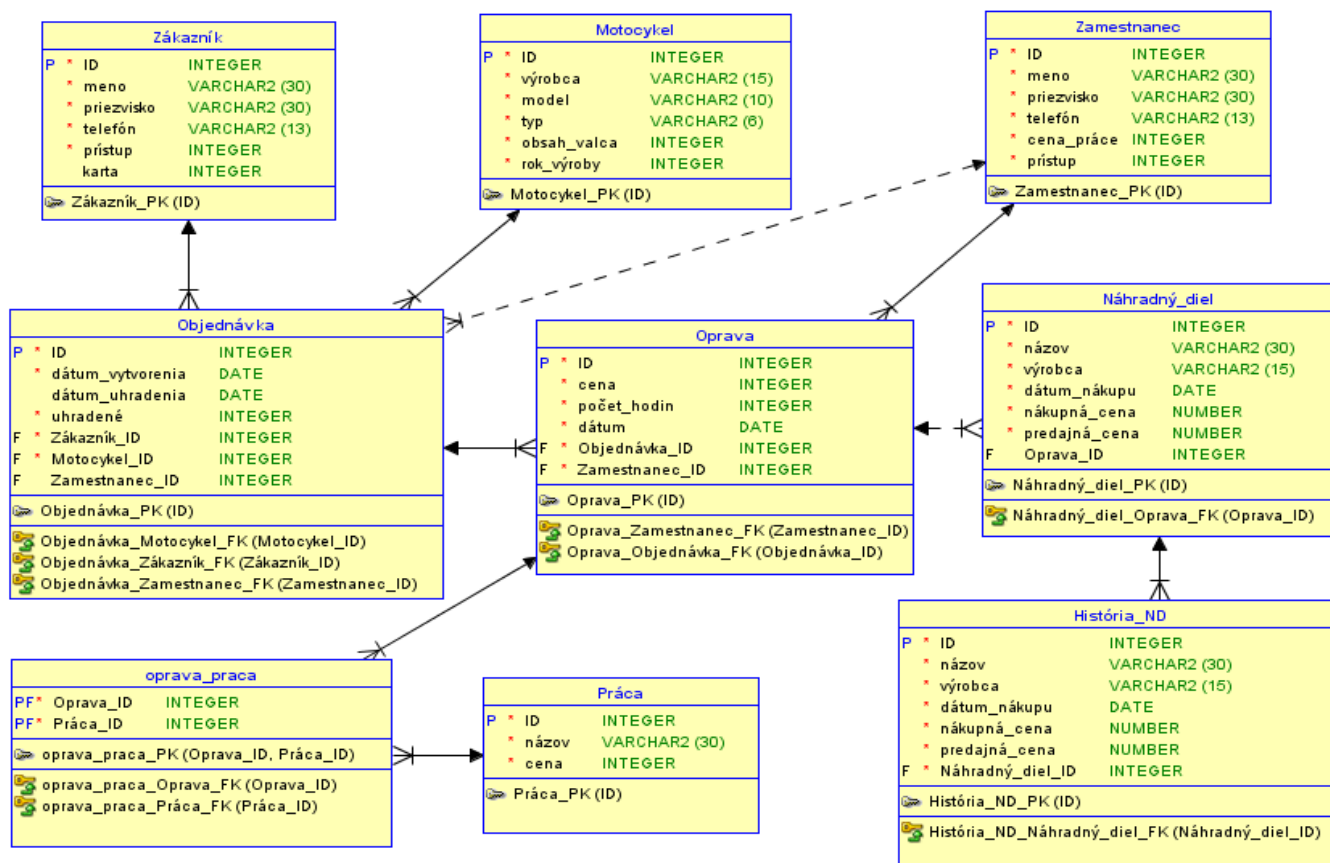 Zákazník
P * ID INTEGER
* meno VARCHAR2 (30)
* priezvisko VARCHAR2 (30)
* telefón VARCHAR2 (13)
* prístup INTEGER
karta INTEGER
Zákazník_PK (ID)
Motocykel
P * ID INTEGER
* výrobca VARCHAR2 (15)
* model VARCHAR2 (10)
* typ VARCHAR2 (6)
* obsah_valca INTEGER
* rok_výroby INTEGER
Motocykel_PK (ID)
Zamestnanec
P * ID INTEGER
* meno VARCHAR2 (30)
* priezvisko VARCHAR2 (30)
* telefón VARCHAR2 (13)
* cena_práce INTEGER
* prístup INTEGER
Zamestnanec_PK (ID)
Objednávka
P * ID INTEGER
* dátum_vytvorenia DATE
dátum_uhradenia DATE
* uhradené INTEGER
F * Zákazník_ID INTEGER
F * Motocykel_ID INTEGER
F Zamestnanec_ID INTEGER
Objednávka_PK (ID)
Objednávka_Motocykel_FK (Motocykel_ID)
Objednávka_Zákazník_FK (Zákazník_ID)
Objednávka_Zamestnanec_FK (Zamestnanec_ID)
Oprava
P * ID INTEGER
* cena INTEGER
* počet_hodin INTEGER
* dátum DATE
F * Objednávka_ID INTEGER
F * Zamestnanec_ID INTEGER
Oprava_PK (ID)
Oprava_Zamestnanec_FK (Zamestnanec_ID)
Oprava_Objednávka_FK (Objednávka_ID)
Náhradný_diel
P * ID INTEGER
* názov VARCHAR2 (30)
* výrobca VARCHAR2 (15)
* dátum_nákupu DATE
* nákupná_cena NUMBER
* predajná_cena NUMBER
F Oprava_ID INTEGER
Náhradný_diel_PK (ID)
Náhradný_diel_Oprava_FK (Oprava_ID)
oprava_praca
PF* Oprava_ID INTEGER
PF* Práca_ID INTEGER
oprava_praca_PK (Oprava_ID, Práca_ID)
oprava_praca_Oprava_FK (Oprava_ID)
oprava_praca_Práca_FK (Práca_ID)
Práca
P * ID INTEGER
* názov VARCHAR2 (30)
* cena INTEGER
Práca_PK (ID)
História_ND
P * ID INTEGER
* názov VARCHAR2 (30)
* výrobca VARCHAR2 (15)
* dátum_nákupu DATE
* nákupná_cena NUMBER
* predajná_cena NUMBER
F * Náhradný_diel_ID INTEGER
História_ND_PK (ID)
História_ND_Náhradný_diel_FK (Náhradný_diel_ID)